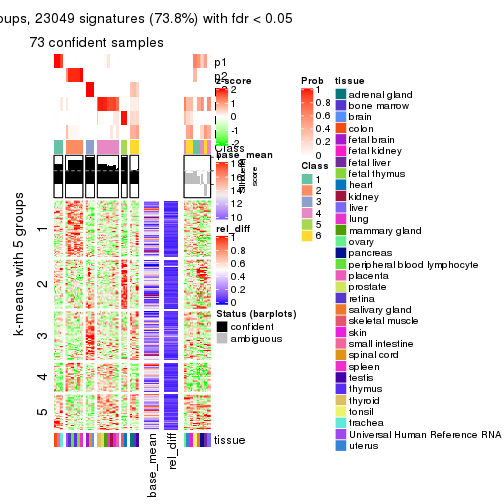 oups, 23049 signatures (73.8%) with fdr < 0.05
73 confident samples
p1
p2
z-score
2
1
0
-1
-2
Class
base_mean
18
16
14
12
10
score
rel_diff
1
0.8
0.6
0.4
0.2
0
Status (barplots)
confident
ambiguous
k-means with 5 groups
1
2
3
4
5
tissue
base_mean
rel_diff
Prob
1
0.8
0.6
0.4
0.2
0
Class
1
2
3
4
5
6
tissue
adrenal gland
bone marrow
brain
colon
fetal brain
fetal kidney
fetal liver
fetal thymus
heart
kidney
liver
lung
mammary gland
ovary
pancreas
peripheral blood lymphocyte
placenta
prostate
retina
salivary gland
skeletal muscle
skin
small intestine
spinal cord
spleen
testis
thymus
thyroid
tonsil
trachea
Universal Human Reference RNA
uterus